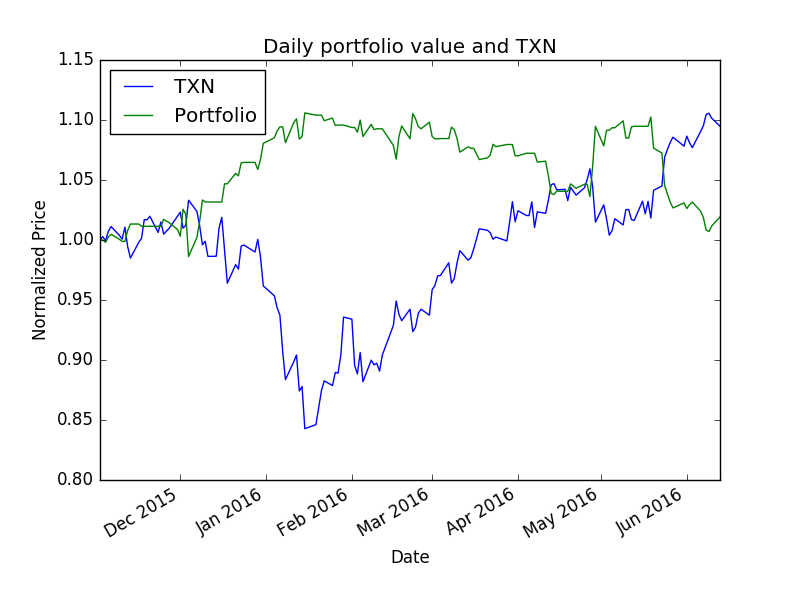 Daily portfolio value and TXN
1.15
1.10
1.05
1.00
0.95
0.90
0.85
0.80
Normalized Price
TXN
Portfolio
Dec 2015
Jan 2016
Feb 2016
Mar 2016
Apr 2016
May 2016
Jun 2016
Date